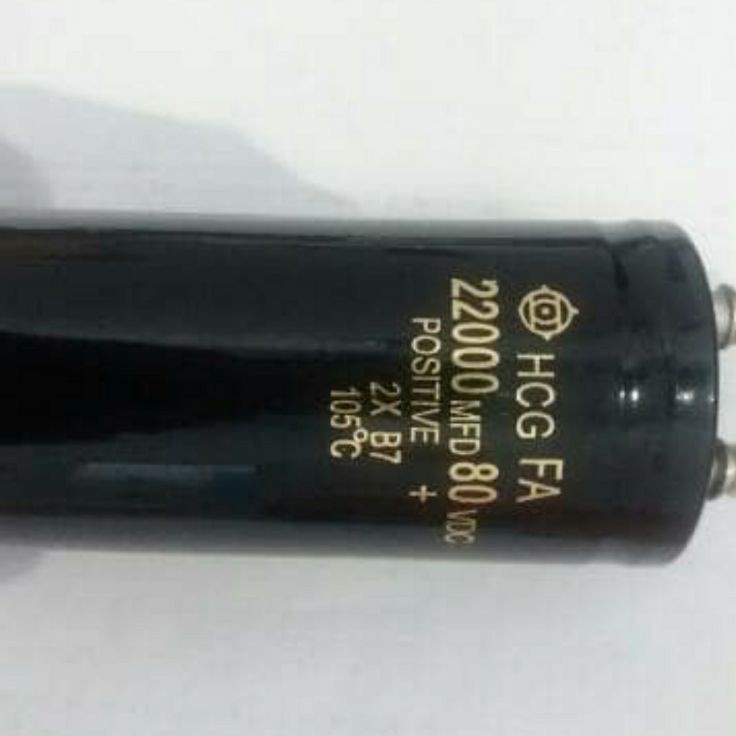 HCG FA
22000 MFD 80 VDC
POSITIVE +
2X B7
105°C